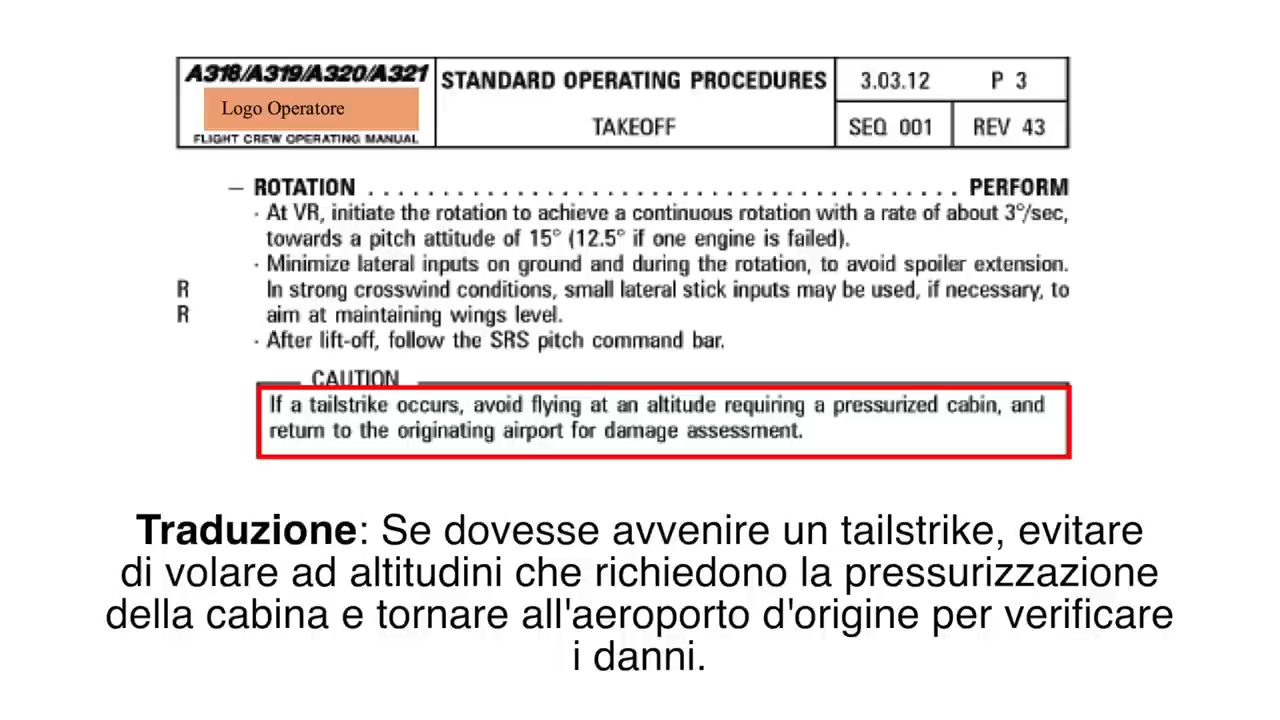 A318/A319/A320/A321
Logo Operatore
FLIGHT CREW OPERATING MANUAL
STANDARD OPERATING PROCEDURES
TAKEOFF
3.03.12 P 3
SEQ 001 REV 43
– ROTATION . . . . . . . . . . . . . . . . . . . . . . . . . . . . . . . . . . . . . . . . PERFORM
· At VR, initiate the rotation to achieve a continuous rotation with a rate of about 3°/sec,
towards a pitch attitude of 15° (12.5° if one engine is failed).
· Minimize lateral inputs on ground and during the rotation, to avoid spoiler extension.
R In strong crosswind conditions, small lateral stick inputs may be used, if necessary, to
R aim at maintaining wings level.
· After lift-off, follow the SRS pitch command bar.
CAUTION
If a tailstrike occurs, avoid flying at an altitude requiring a pressurized cabin, and
return to the originating airport for damage assessment.
Traduzione: Se dovesse avvenire un tailstrike, evitare
di volare ad altitudini che richiedono la pressurizzazione
della cabina e tornare all'aeroporto d'origine per verificare
i danni.